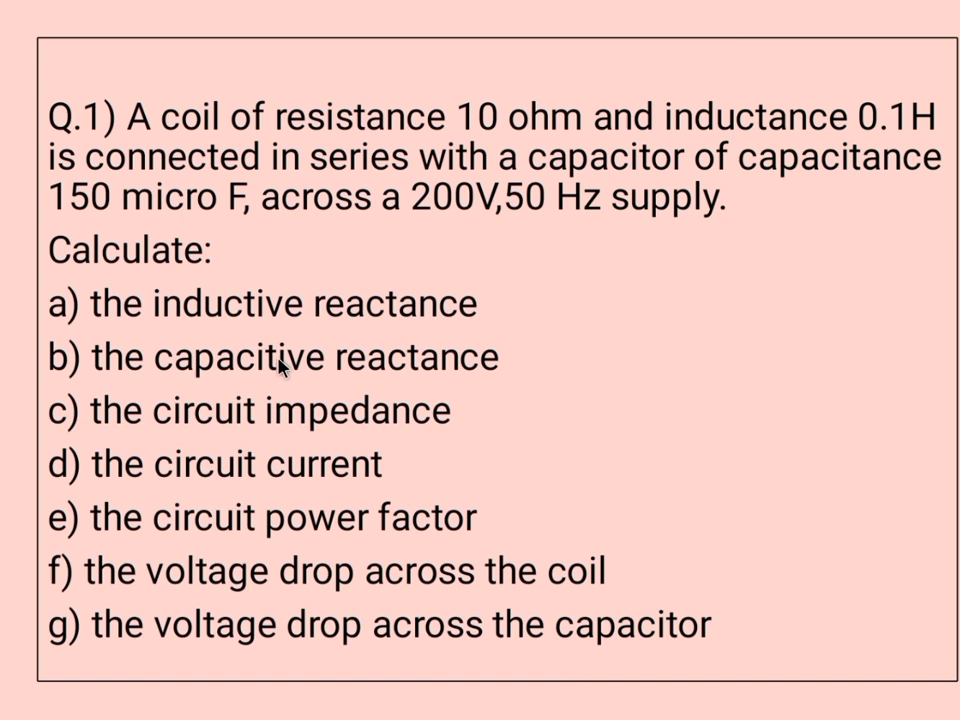 Q.1) A coil of resistance 10 ohm and inductance 0.1H
is connected in series with a capacitor of capacitance
150 micro F, across a 200V,50 Hz supply.
Calculate:
a) the inductive reactance
b) the capacitive reactance
c) the circuit impedance
d) the circuit current
e) the circuit power factor
f) the voltage drop across the coil
g) the voltage drop across the capacitor